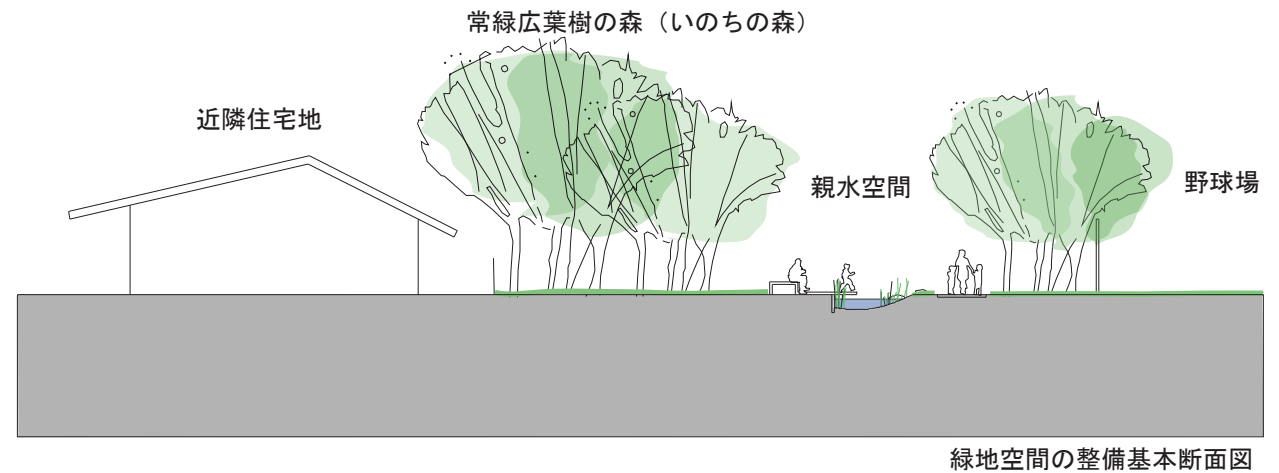 常緑広葉樹の森（いのちの森）
近隣住宅地
親水空間
野球場
緑地空間の整備基本断面図